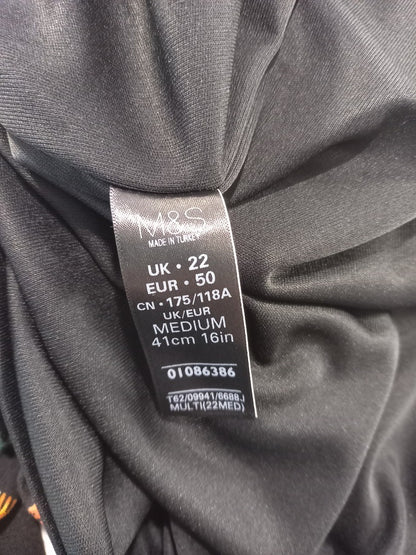 M&S
MADE IN TURKEY
UK • 22
EUR • 50
CN • 175/118A
UK/EUR
MEDIUM
41cm 16in
01086386
T62/09941/6688J
MULTI(22MED)